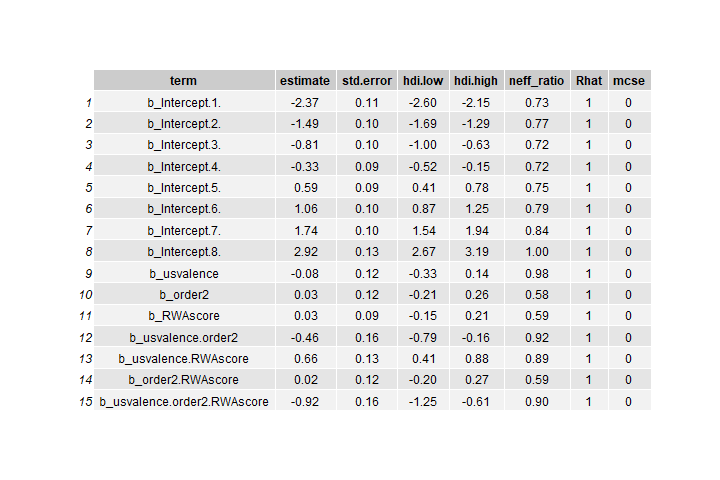 term estimate std.error hdi.low hdi.high neff_ratio Rhat mcse
1 b_Intercept.1. -2.37 0.11 -2.60 -2.15 0.73 1 0
2 b_Intercept.2. -1.49 0.10 -1.69 -1.29 0.77 1 0
3 b_Intercept.3. -0.81 0.10 -1.00 -0.63 0.72 1 0
4 b_Intercept.4. -0.33 0.09 -0.52 -0.15 0.72 1 0
5 b_Intercept.5. 0.59 0.09 0.41 0.78 0.75 1 0
6 b_Intercept.6. 1.06 0.10 0.87 1.25 0.79 1 0
7 b_Intercept.7. 1.74 0.10 1.54 1.94 0.84 1 0
8 b_Intercept.8. 2.92 0.13 2.67 3.19 1.00 1 0
9 b_usvalence -0.08 0.12 -0.33 0.14 0.98 1 0
10 b_order2 0.03 0.12 -0.21 0.26 0.58 1 0
11 b_RWAscore 0.03 0.09 -0.15 0.21 0.59 1 0
12 b_usvalence.order2 -0.46 0.16 -0.79 -0.16 0.92 1 0
13 b_usvalence.RWAscore 0.66 0.13 0.41 0.88 0.89 1 0
14 b_order2.RWAscore 0.02 0.12 -0.20 0.27 0.59 1 0
15 b_usvalence.order2.RWAscore -0.92 0.16 -1.25 -0.61 0.90 1 0